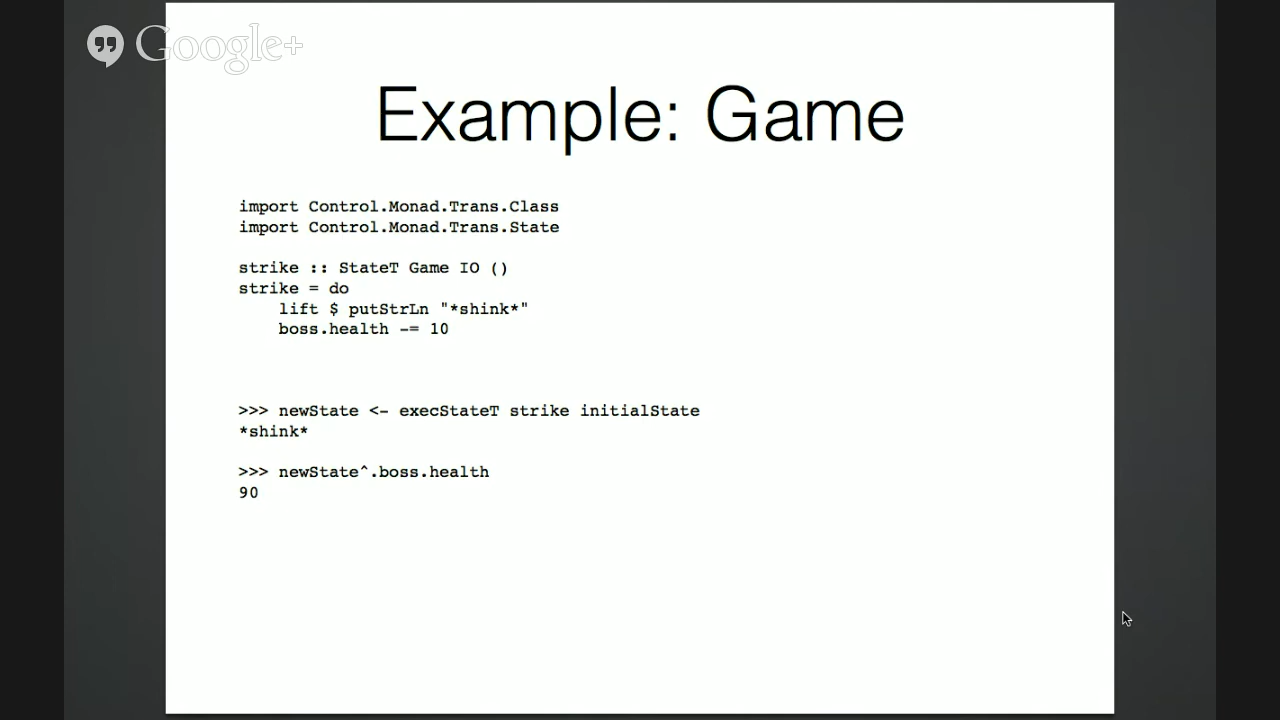 Google+
Example: Game
import Control.Monad.Trans.Class
import Control.Monad.Trans.State
strike :: StateT Game IO ()
strike = do
    lift $ putStrLn "*shink*"
    boss.health -= 10
>>> newState <- execStateT strike initialState
*shink*
>>> newState^.boss.health
90